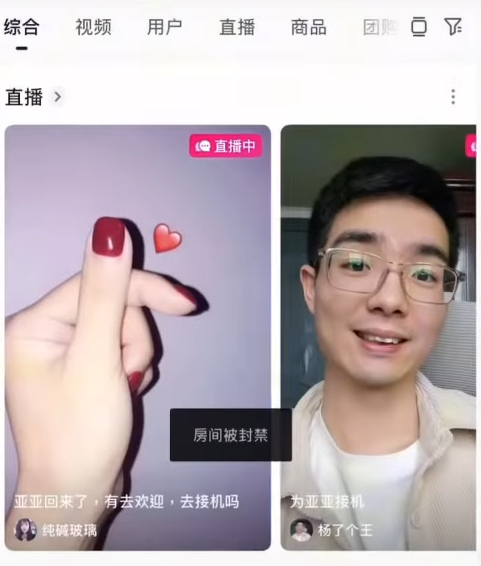 综合 视频 用户 直播 商品 团购
直播
直播中
房间被封禁
亚亚回来了，有去欢迎，去接机吗
纯碱玻璃
为亚亚接机
杨了个王